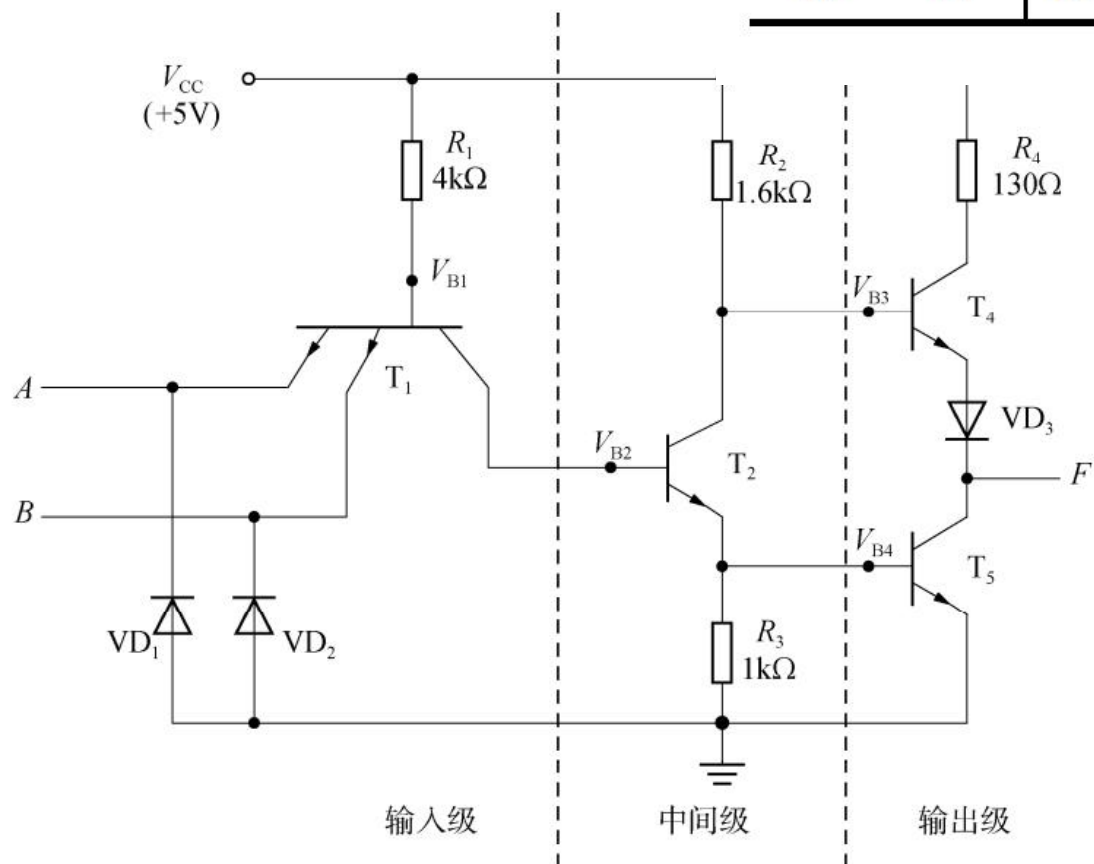 V_CC
(+5V)
R_1
4kΩ
R_2
1.6kΩ
R_4
130Ω
V_B1
V_B3
T_4
A
T_1
VD_3
V_B2
T_2
F
B
V_B4
T_5
VD_1
VD_2
R_3
1kΩ
输入级
中间级
输出级